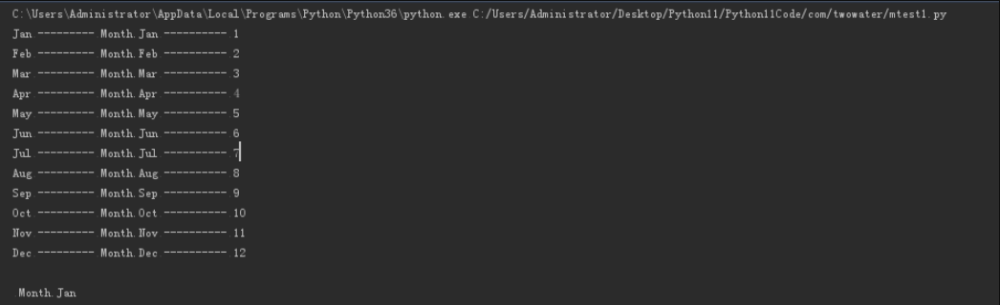 C:\Users\Administrator\AppData\Local\Programs\Python\Python36\python.exe C:/Users/Administrator/Desktop/Python11/Python11Code/com/twowater/mtest1.py
Jan --------- Month.Jan ---------- 1
Feb --------- Month.Feb ---------- 2
Mar --------- Month.Mar ---------- 3
Apr --------- Month.Apr ---------- 4
May --------- Month.May ---------- 5
Jun --------- Month.Jun ---------- 6
Jul --------- Month.Jul ---------- 7
Aug --------- Month.Aug ---------- 8
Sep --------- Month.Sep ---------- 9
Oct --------- Month.Oct ---------- 10
Nov --------- Month.Nov ---------- 11
Dec --------- Month.Dec ---------- 12
Month.Jan